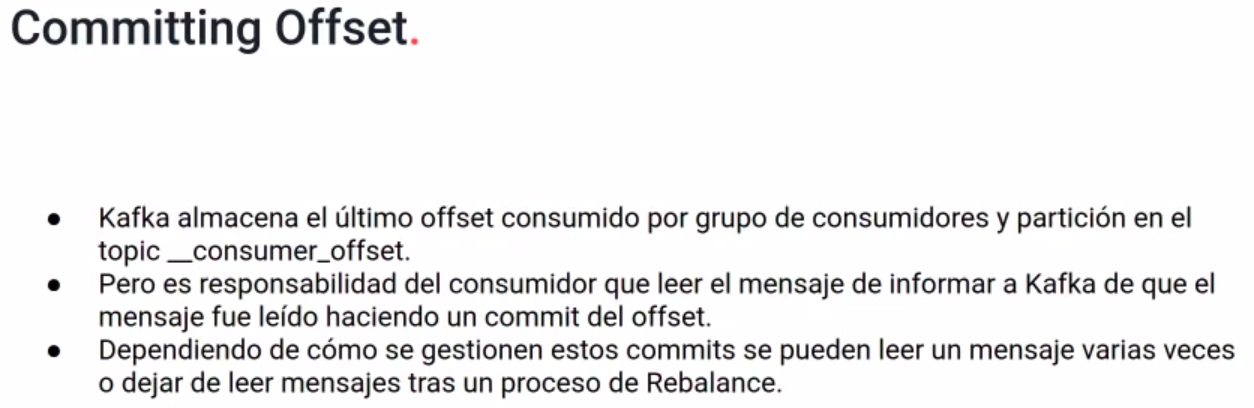 Committing Offset.
● Kafka almacena el último offset consumido por grupo de consumidores y partición en el
topic __consumer_offset.
● Pero es responsabilidad del consumidor que leer el mensaje de informar a Kafka de que el
mensaje fue leído haciendo un commit del offset.
● Dependiendo de cómo se gestionen estos commits se pueden leer un mensaje varias veces
o dejar de leer mensajes tras un proceso de Rebalance.